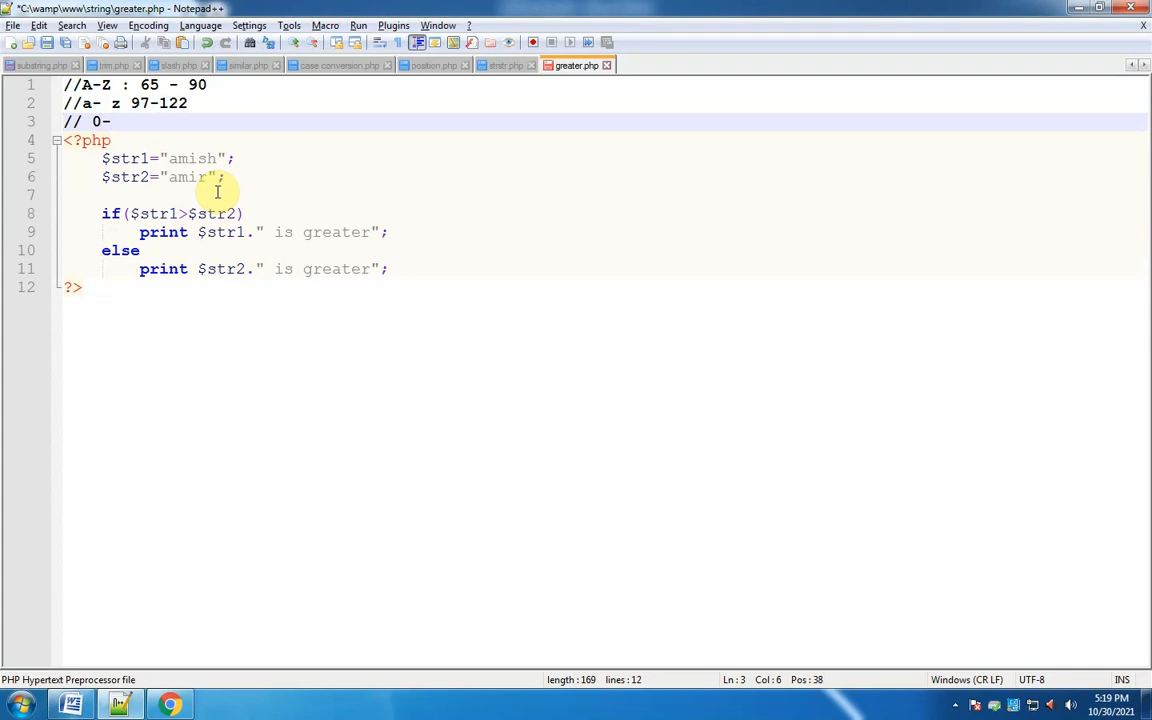 *C:\wamp\www\string\greater.php - Notepad++
File Edit Search View Encoding Language Settings Tools Macro Run Plugins Window ? X
substring.php trim.php slash.php similar.php case conversion.php position.php strstr.php greater.php
1 //A-Z : 65 - 90
2 //a- z 97-122
3 // 0-
4 <?php
5 $str1="amish";
6 $str2="amir";
7
8 if($str1>$str2)
9 print $str1." is greater";
10 else
11 print $str2." is greater";
12 ?>
PHP Hypertext Preprocessor file length : 169 lines : 12 Ln : 3 Col : 6 Pos : 38 Windows (CR LF) UTF-8 INS
5:19 PM
10/30/2021